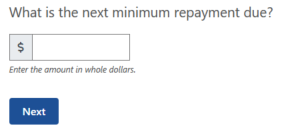 What is the next minimum repayment due?
$
Enter the amount in whole dollars.
Next